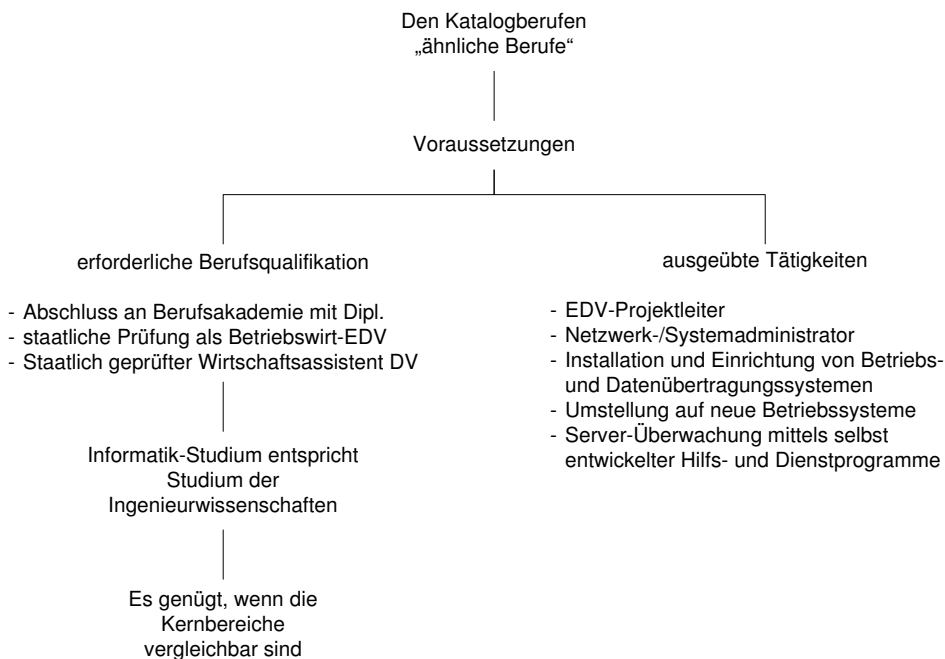 Den Katalogberufen
„ähnliche Berufe“
Voraussetzungen
erforderliche Berufsqualifikation
- Abschluss an Berufsakademie mit Dipl.
- staatliche Prüfung als Betriebswirt-EDV
- Staatlich geprüfter Wirtschaftsassistent DV
Informatik-Studium entspricht
Studium der
Ingenieurwissenschaften
Es genügt, wenn die
Kernbereiche
vergleichbar sind
ausgeübte Tätigkeiten
- EDV-Projektleiter
- Netzwerk-/Systemadministrator
- Installation und Einrichtung von Betriebs-
und Datenübertragungssystemen
- Umstellung auf neue Betriebssysteme
- Server-Überwachung mittels selbst
entwickelter Hilfs- und Dienstprogramme